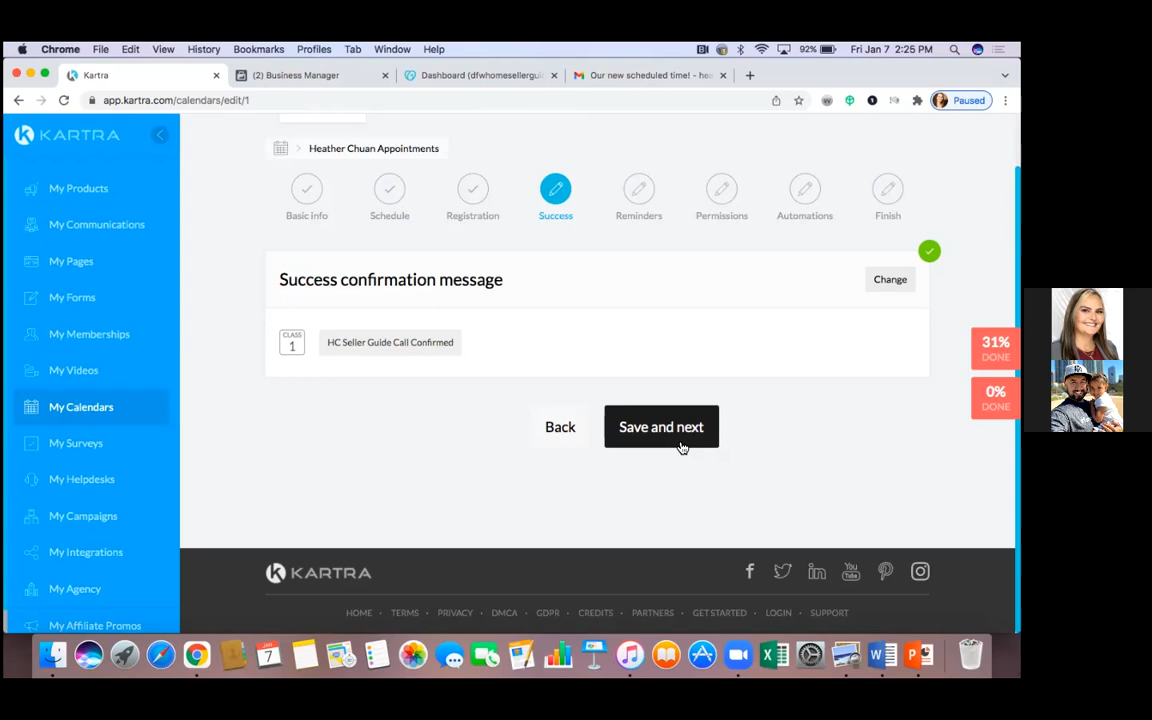 Chrome File Edit View History Bookmarks Profiles Tab Window Help 92% Fri Jan 7 2:25 PM
Kartra (2) Business Manager Dashboard (dfwhomesellergui Our new scheduled time! - hea
app.kartra.com/calendars/edit/1 Paused
KARTRA
My Products
My Communications
My Pages
My Forms
My Memberships
My Videos
My Calendars
My Surveys
My Helpdesks
My Campaigns
My Integrations
My Agency
My Affiliate Promos
Heather Chuan Appointments
Basic info Schedule Registration Success Reminders Permissions Automations Finish
Success confirmation message Change
CLASS
1
HC Seller Guide Call Confirmed
31%
DONE
0%
DONE
Back Save and next
KARTRA
You
Tube
HOME · TERMS · PRIVACY · DMCA · GDPR · CREDITS · PARTNERS · GET STARTED · LOGIN · SUPPORT
JAN
7